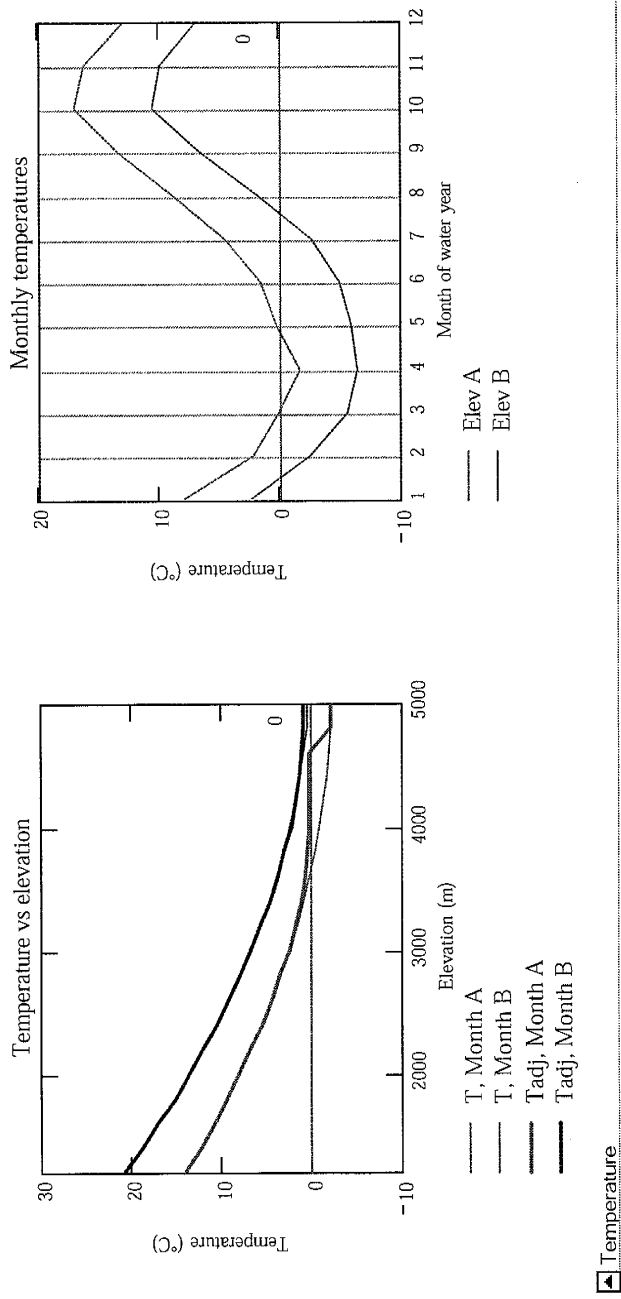 Temperature vs elevation
30
20
10
0
-10
Temperature (°C)
0
2000
3000
4000
5000
Elevation (m)
T, Month A
T, Month B
Tadj, Month A
Tadj, Month B
Monthly temperatures
20
10
0
-10
Temperature (°C)
0
1 2 3 4 5 6 7 8 9 10 11 12
Month of water year
Elev A
Elev B
Temperature